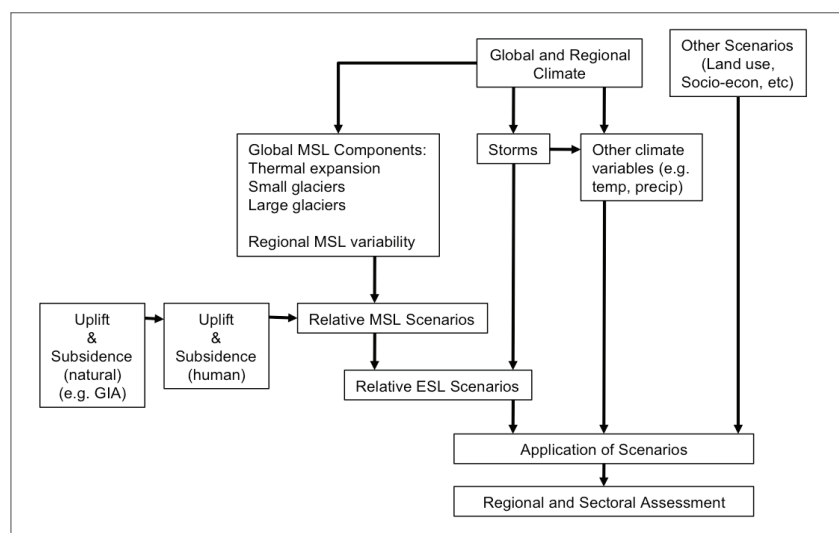 Global and Regional
Climate
Other Scenarios
(Land use,
Socio-econ, etc)
Global MSL Components:
Thermal expansion
Small glaciers
Large glaciers
Regional MSL variability
Storms
Other climate
variables (e.g.
temp, precip)
Uplift
&
Subsidence
(natural)
(e.g. GIA)
Uplift
&
Subsidence
(human)
Relative MSL Scenarios
Relative ESL Scenarios
Application of Scenarios
Regional and Sectoral Assessment